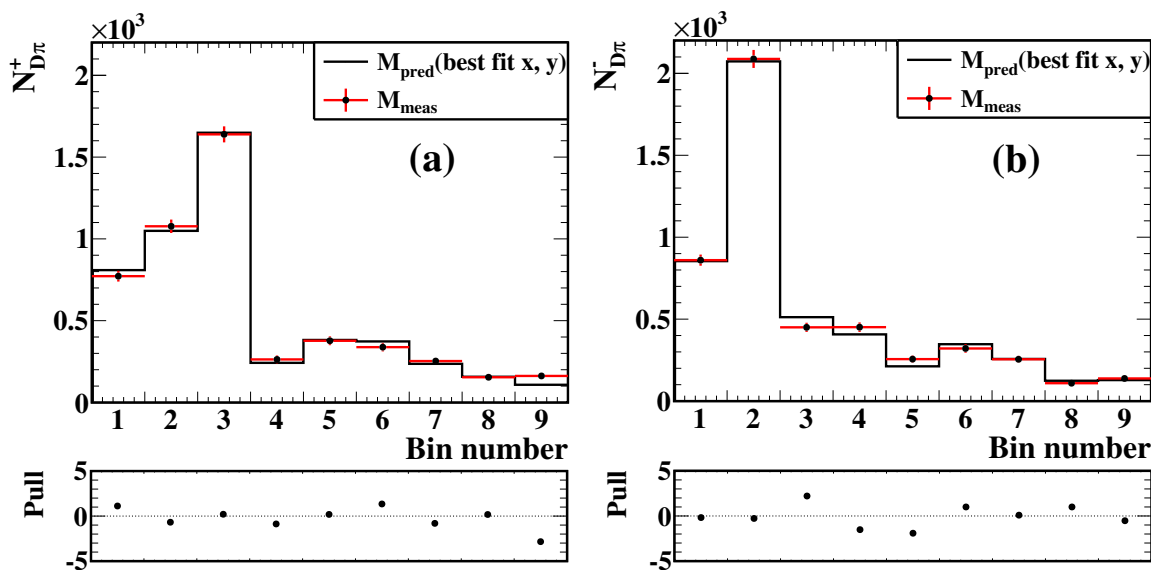 ×10³
N⁺_Dπ
2
1.5
1
0.5
0
M_pred(best fit x, y)
M_meas
(a)
1 2 3 4 5 6 7 8 9
Bin number
Pull
5
0
-5
×10³
N⁻_Dπ
2
1.5
1
0.5
0
M_pred(best fit x, y)
M_meas
(b)
1 2 3 4 5 6 7 8 9
Bin number
Pull
5
0
-5